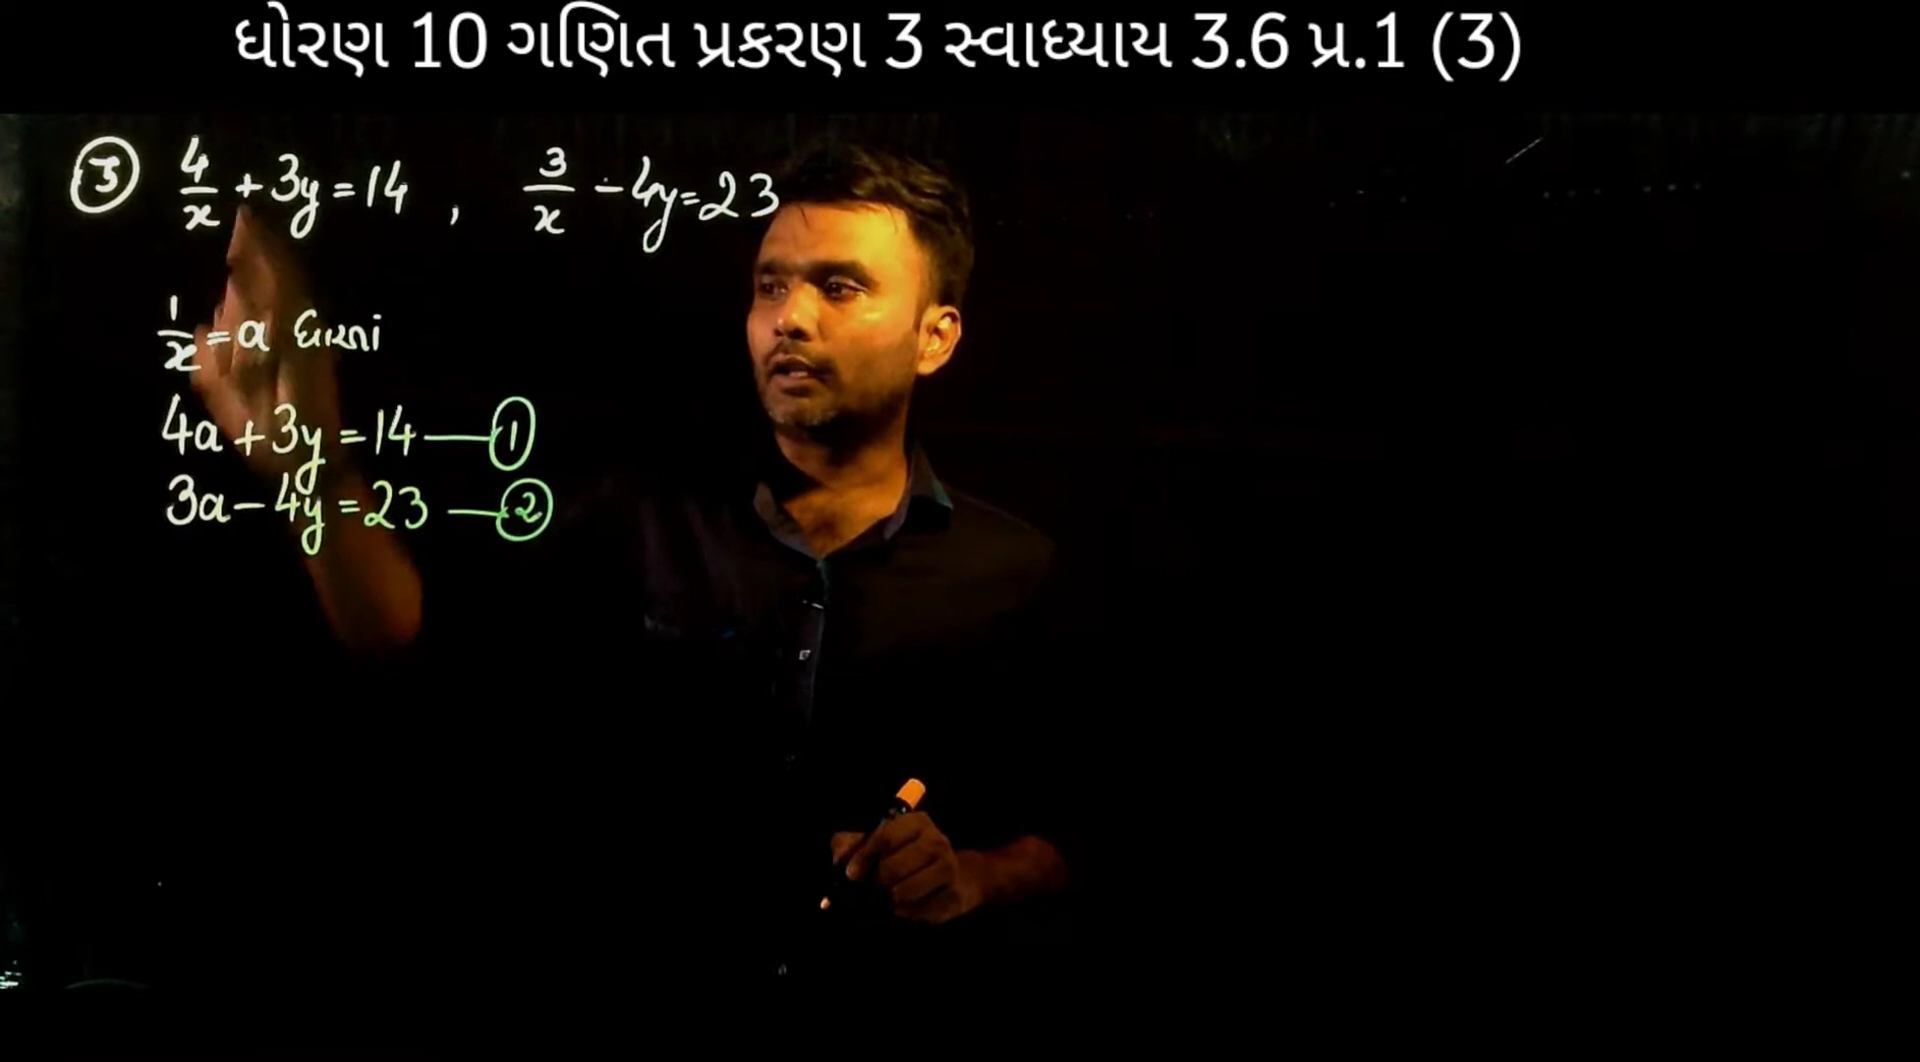 ધોરણ 10 ગણિત પ્રકરણ 3 સ્વાધ્યાય 3.6 પ્ર.1 (3)
③ 4/x + 3y = 14 , 3/x - 4y = 23
1/x = a ધારતાં
4a + 3y = 14 — ①
3a - 4y = 23 — ②